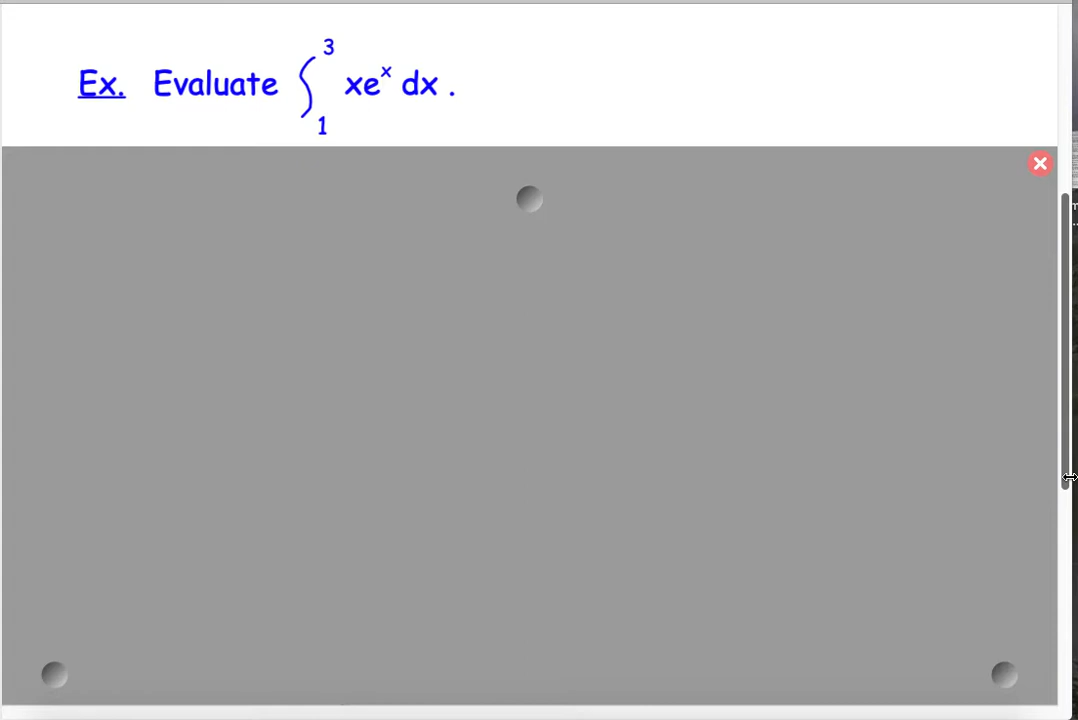 Ex. Evaluate ∫₁³ xeˣ dx .